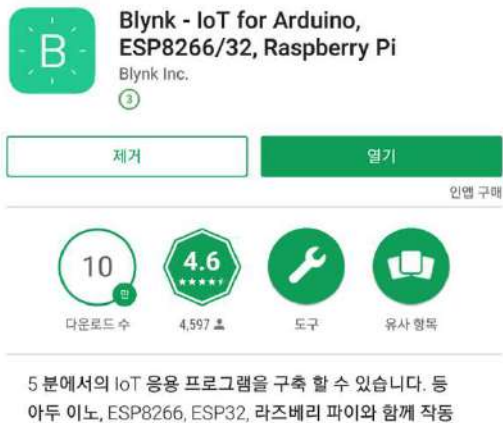 B
Blynk - IoT for Arduino,
ESP8266/32, Raspberry Pi
Blynk Inc.
3
제거
열기
인앱 구매
10
만
4.6
다운로드 수
4,597
도구
유사 항목
5 분에서의 IoT 응용 프로그램을 구축 할 수 있습니다. 등
아두 이노, ESP8266, ESP32, 라즈베리 파이와 함께 작동